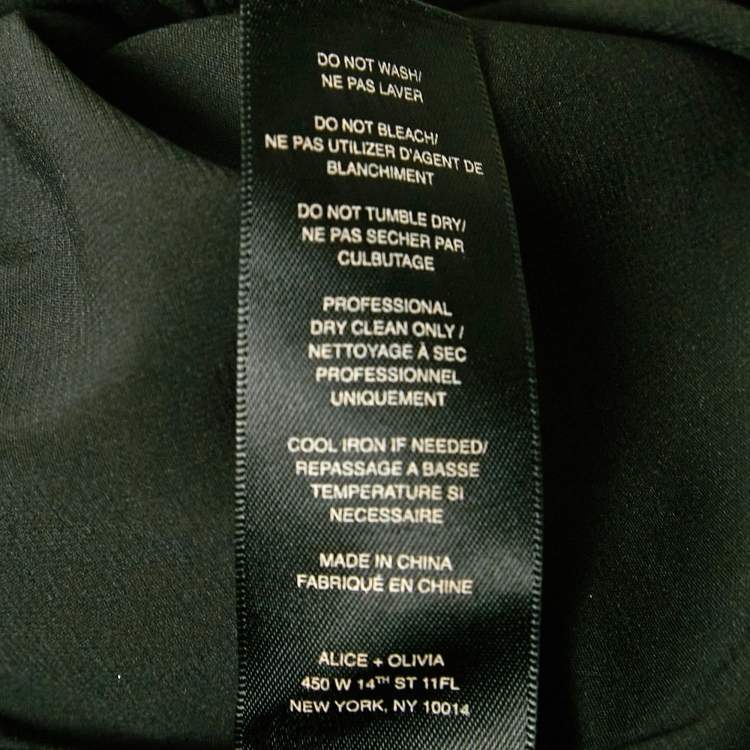 DO NOT WASH/
NE PAS LAVER
DO NOT BLEACH/
NE PAS UTILIZER D'AGENT DE
BLANCHIMENT
DO NOT TUMBLE DRY/
NE PAS SECHER PAR
CULBUTAGE
PROFESSIONAL
DRY CLEAN ONLY /
NETTOYAGE À SEC
PROFESSIONNEL
UNIQUEMENT
COOL IRON IF NEEDED/
REPASSAGE A BASSE
TEMPERATURE SI
NECESSAIRE
MADE IN CHINA
FABRIQUÉ EN CHINE
ALICE + OLIVIA
450 W 14TH ST 11FL
NEW YORK, NY 10014